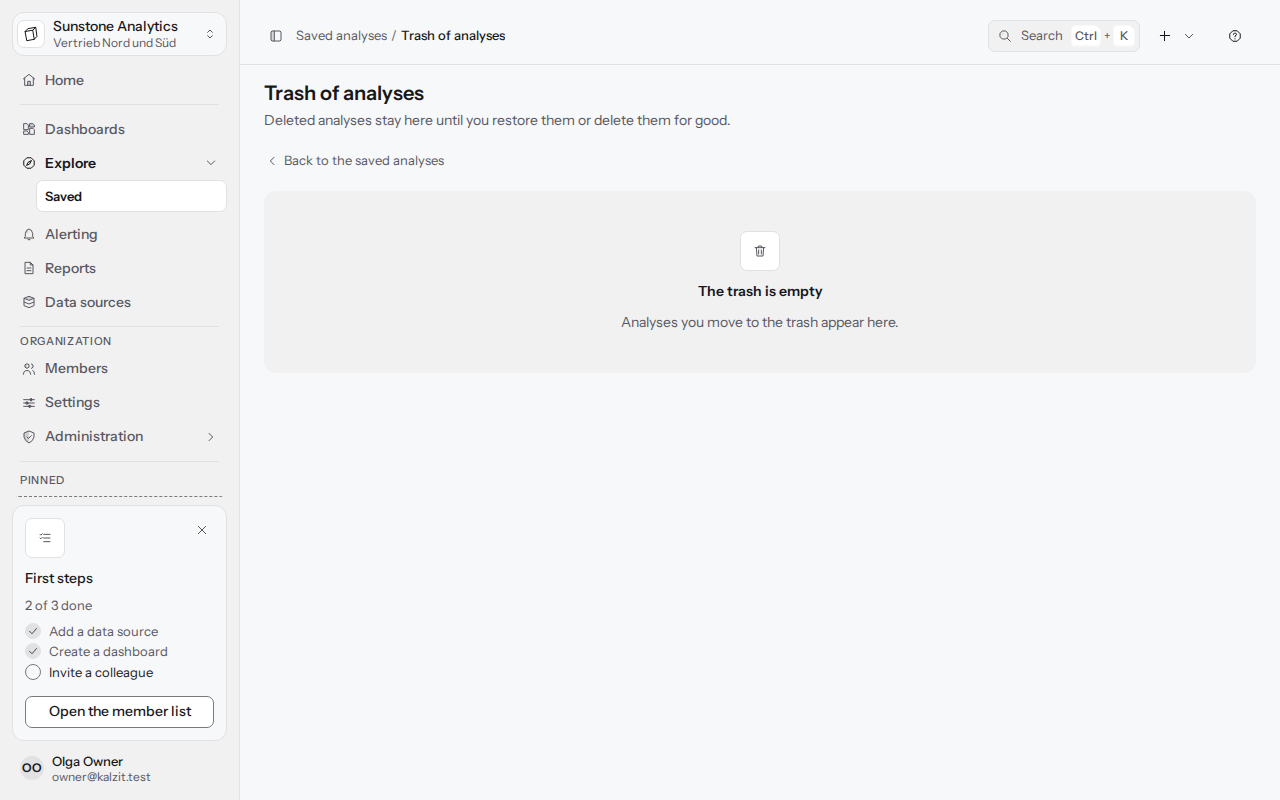 Sunstone Analytics
Vertrieb Nord und Süd
Home
Dashboards
Explore
Saved
Alerting
Reports
Data sources
ORGANIZATION
Members
Settings
Administration
PINNED
First steps
2 of 3 done
Add a data source
Create a dashboard
Invite a colleague
Open the member list
OO
Olga Owner
owner@kalzit.test
Saved analyses / Trash of analyses
Search Ctrl + K
Trash of analyses
Deleted analyses stay here until you restore them or delete them for good.
Back to the saved analyses
The trash is empty
Analyses you move to the trash appear here.